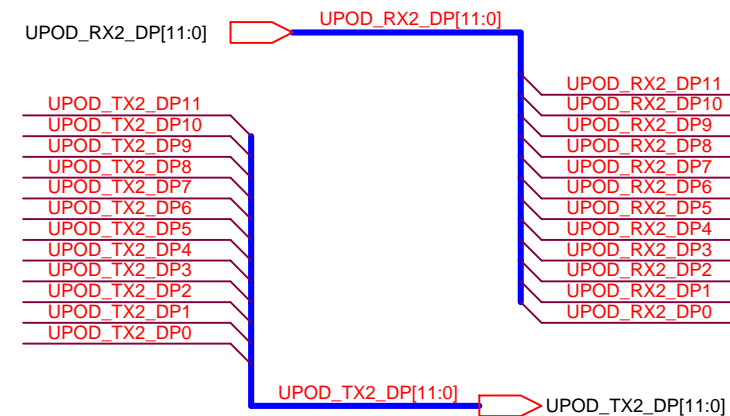 UPOD_RX2_DP[11:0]
UPOD_RX2_DP[11:0]
UPOD_TX2_DP11
UPOD_TX2_DP10
UPOD_TX2_DP9
UPOD_TX2_DP8
UPOD_TX2_DP7
UPOD_TX2_DP6
UPOD_TX2_DP5
UPOD_TX2_DP4
UPOD_TX2_DP3
UPOD_TX2_DP2
UPOD_TX2_DP1
UPOD_TX2_DP0
UPOD_RX2_DP11
UPOD_RX2_DP10
UPOD_RX2_DP9
UPOD_RX2_DP8
UPOD_RX2_DP7
UPOD_RX2_DP6
UPOD_RX2_DP5
UPOD_RX2_DP4
UPOD_RX2_DP3
UPOD_RX2_DP2
UPOD_RX2_DP1
UPOD_RX2_DP0
UPOD_TX2_DP[11:0]
UPOD_TX2_DP[11:0]